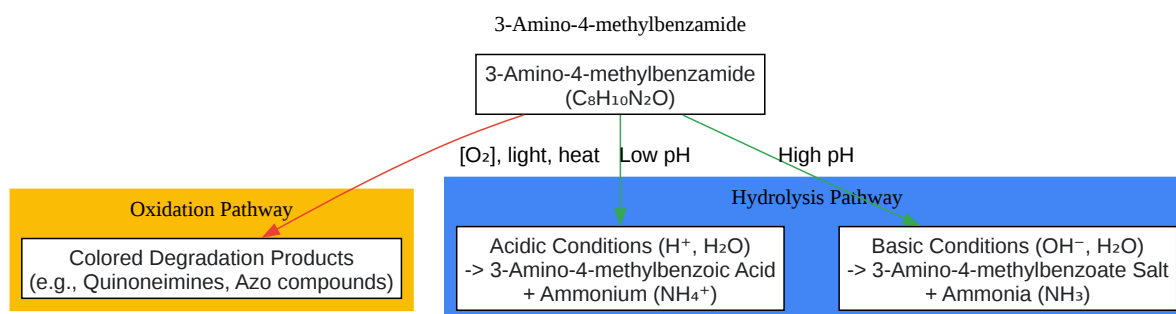 3-Amino-4-methylbenzamide
3-Amino-4-methylbenzamide
(C₈H₁₀N₂O)
[O₂], light, heat
Low pH
High pH
Oxidation Pathway
Colored Degradation Products
(e.g., Quinoneimines, Azo compounds)
Hydrolysis Pathway
Acidic Conditions (H⁺, H₂O)
-> 3-Amino-4-methylbenzoic Acid
+ Ammonium (NH₄⁺)
Basic Conditions (OH⁻, H₂O)
-> 3-Amino-4-methylbenzoate Salt
+ Ammonia (NH₃)